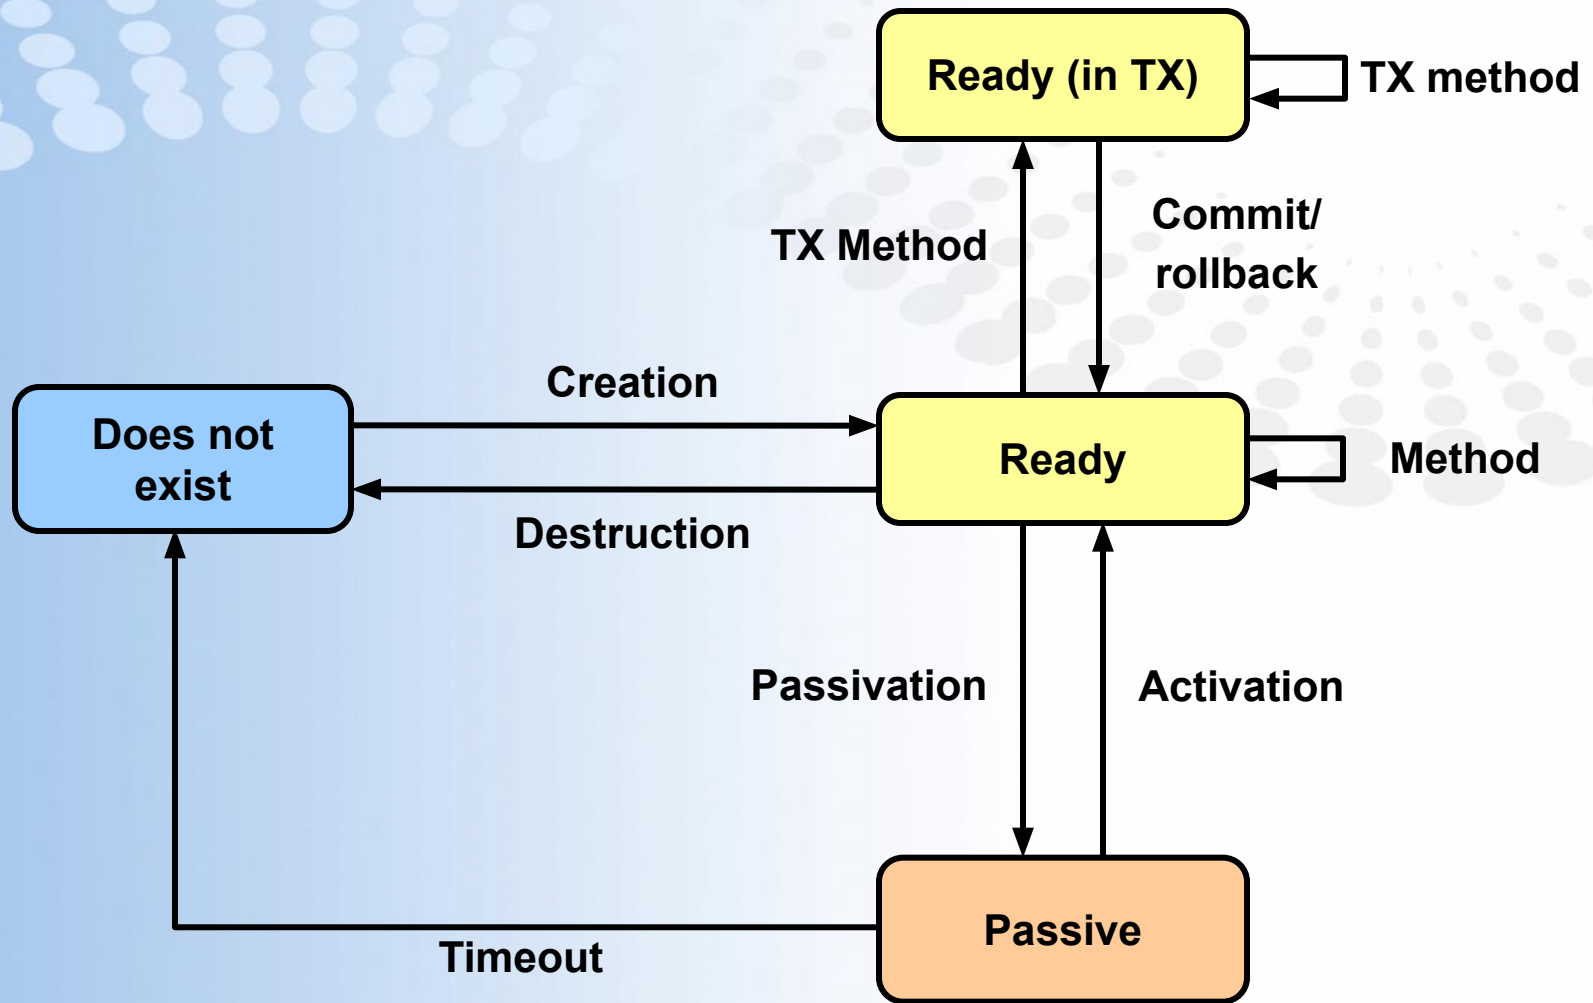 Ready (in TX)
TX method
TX Method
Commit/
rollback
Creation
Does not
exist
Ready
Method
Destruction
Passivation
Activation
Passive
Timeout